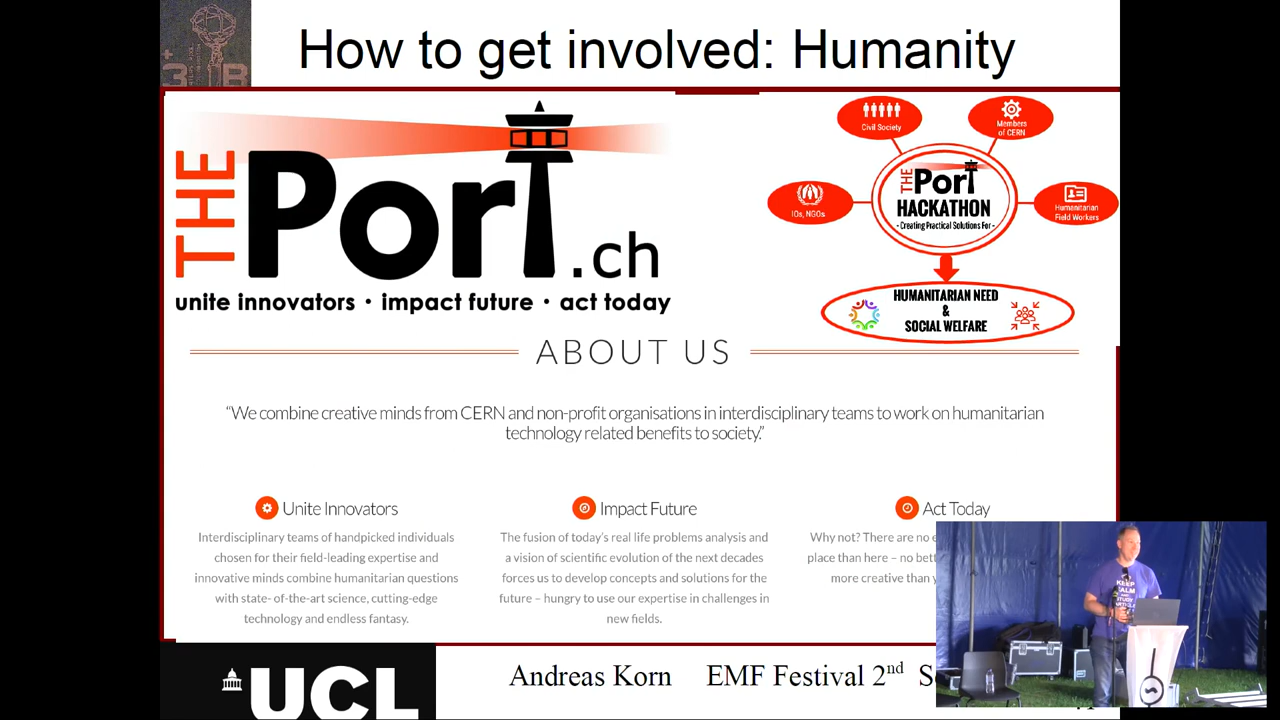 How to get involved: Humanity
THE Port.ch
unite innovators · impact future · act today
Civil Society
Members
of CERN
IOs, NGOs
Humanitarian
Field Workers
THE Port
HACKATHON
- Creating Practical Solutions For -
HUMANITARIAN NEED
&
SOCIAL WELFARE
ABOUT US
“We combine creative minds from CERN and non-profit organisations in interdisciplinary teams to work on humanitarian
technology related benefits to society.”
Unite Innovators
Interdisciplinary teams of handpicked individuals
chosen for their field-leading expertise and
innovative minds combine humanitarian questions
with state- of-the-art science, cutting-edge
technology and endless fantasy.
Impact Future
The fusion of today's real life problems analysis and
a vision of scientific evolution of the next decades
forces us to develop concepts and solutions for the
future – hungry to use our expertise in challenges in
new fields.
Act Today
Why not? There are no
place than here – no
more creative than
KEEP
CALM
UCL
Andreas Korn EMF Festival 2nd